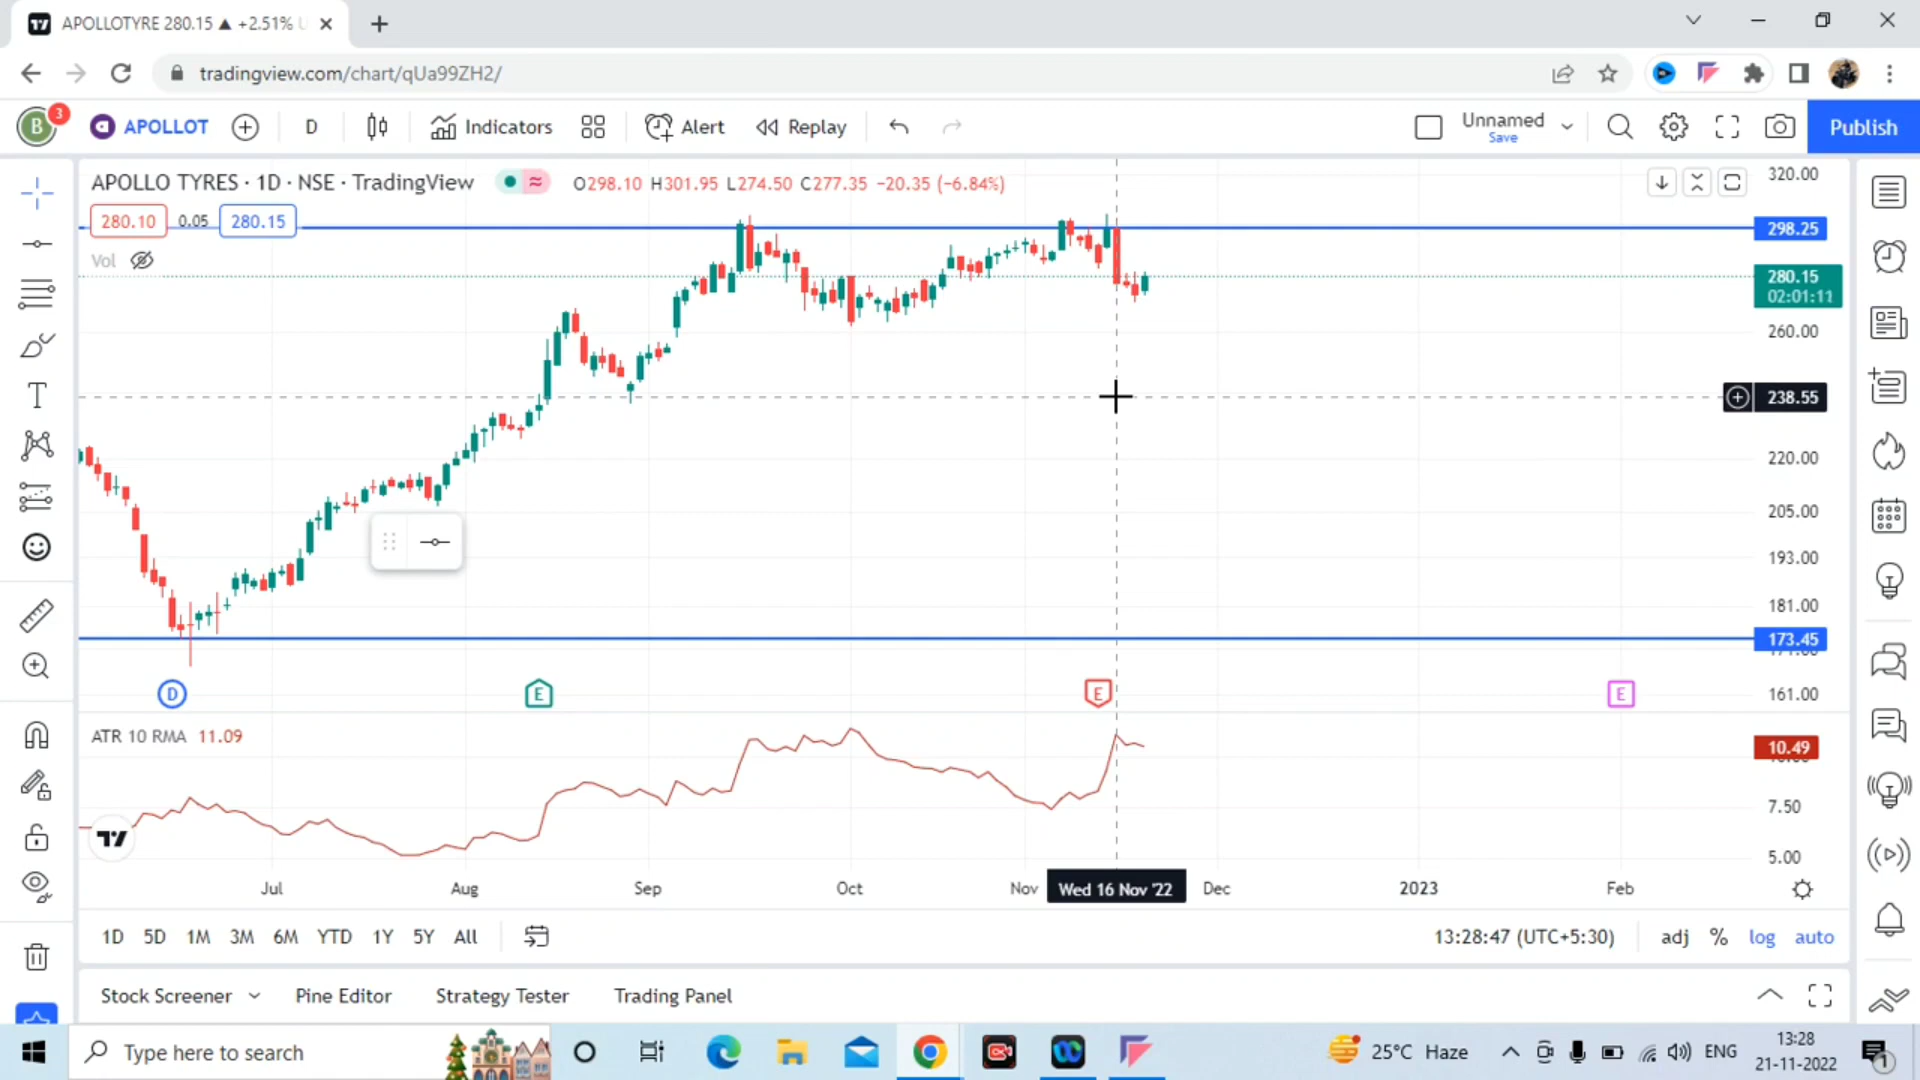 APOLLOTYRE 280.15 ▲ +2.51% U
tradingview.com/chart/qUa99ZH2/
B
3
APOLLOT
D
Indicators
Alert
Replay
Unnamed
Save
Publish
APOLLO TYRES · 1D · NSE · TradingView
O298.10 H301.95 L274.50 C277.35 −20.35 (−6.84%)
280.10
0.05
280.15
Vol
320.00
298.25
280.15
02:01:11
260.00
238.55
220.00
205.00
193.00
181.00
173.45
161.00
D
E
E
E
ATR 10 RMA 11.09
10.49
7.50
5.00
Jul
Aug
Sep
Oct
Nov
Wed 16 Nov '22
Dec
2023
Feb
1D
5D
1M
3M
6M
YTD
1Y
5Y
All
13:28:47 (UTC+5:30)
adj
%
log
auto
Stock Screener
Pine Editor
Strategy Tester
Trading Panel
Type here to search
25°C Haze
ENG
13:28
21-11-2022
1